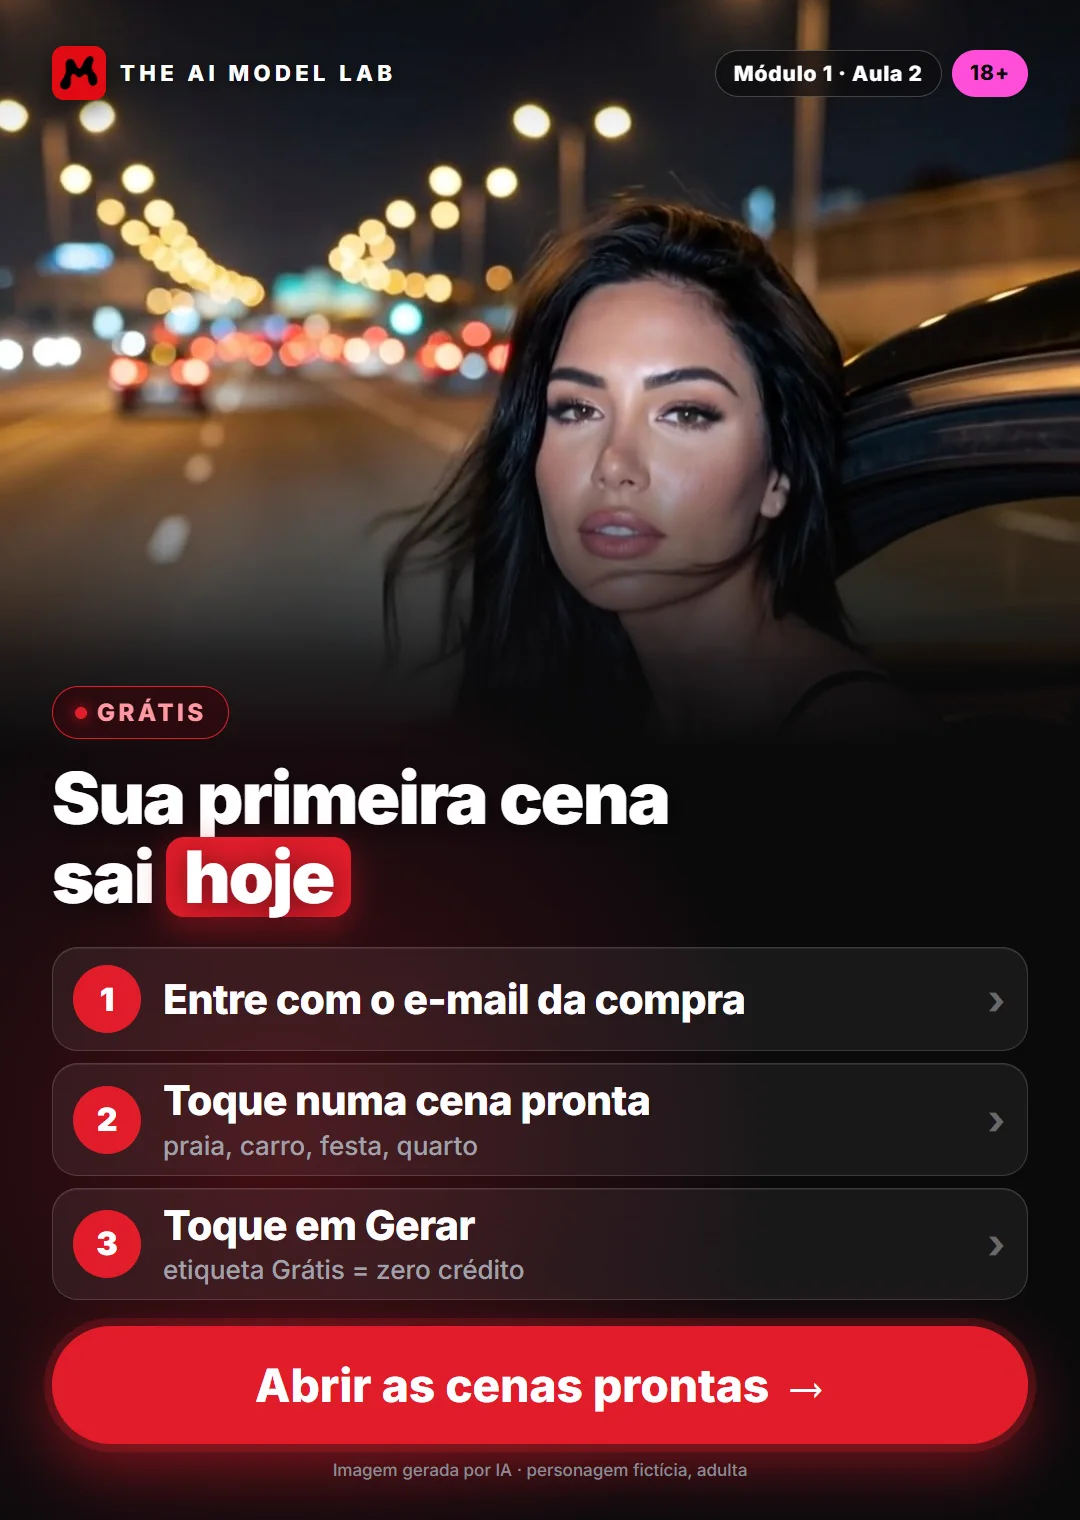 THE AI MODEL LAB
Módulo 1 · Aula 2
18+
GRÁTIS
Sua primeira cena
sai hoje
1
Entre com o e-mail da compra
2
Toque numa cena pronta
praia, carro, festa, quarto
3
Toque em Gerar
etiqueta Grátis = zero crédito
Abrir as cenas prontas →
Imagem gerada por IA · personagem fictícia, adulta